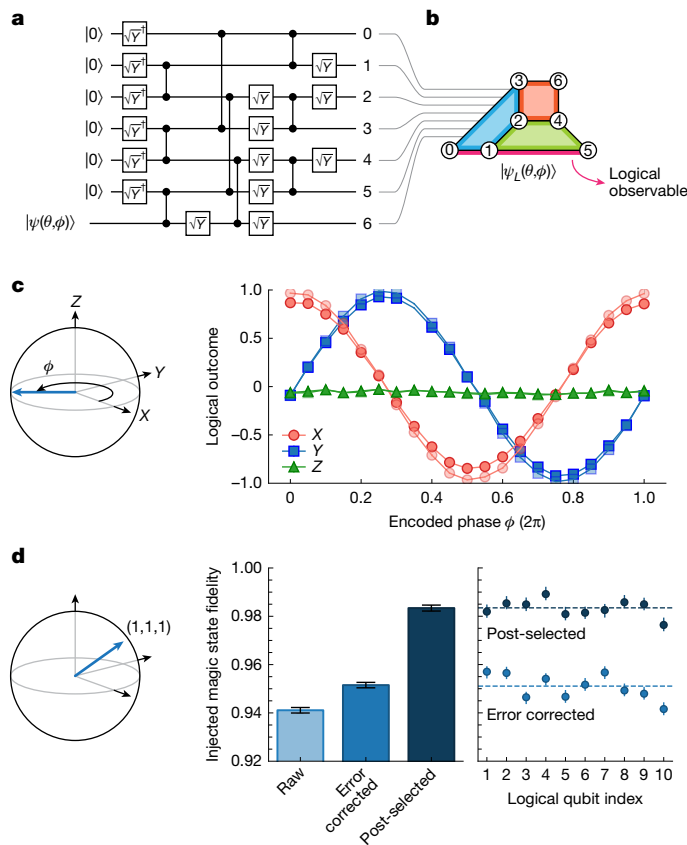 a
b
|0⟩ √Y† 0
|0⟩ √Y† √Y 1
|0⟩ √Y† √Y √Y 2
|0⟩ √Y† √Y 3
|0⟩ √Y† √Y √Y 4
|0⟩ √Y† √Y 5
|ψ(θ,ϕ)⟩ √Y √Y 6
3 6
2 4
0 1 5
|ψL(θ,ϕ)⟩
Logical
observable
c
Z
ϕ
Y
X
Logical outcome
1.0
0.5
0
−0.5
−1.0
X
Y
Z
0 0.2 0.4 0.6 0.8 1.0
Encoded phase ϕ (2π)
d
(1,1,1)
Injected magic state fidelity
1.00
0.98
0.96
0.94
0.92
Raw
Error
corrected
Post-selected
Post-selected
Error corrected
1 2 3 4 5 6 7 8 9 10
Logical qubit index